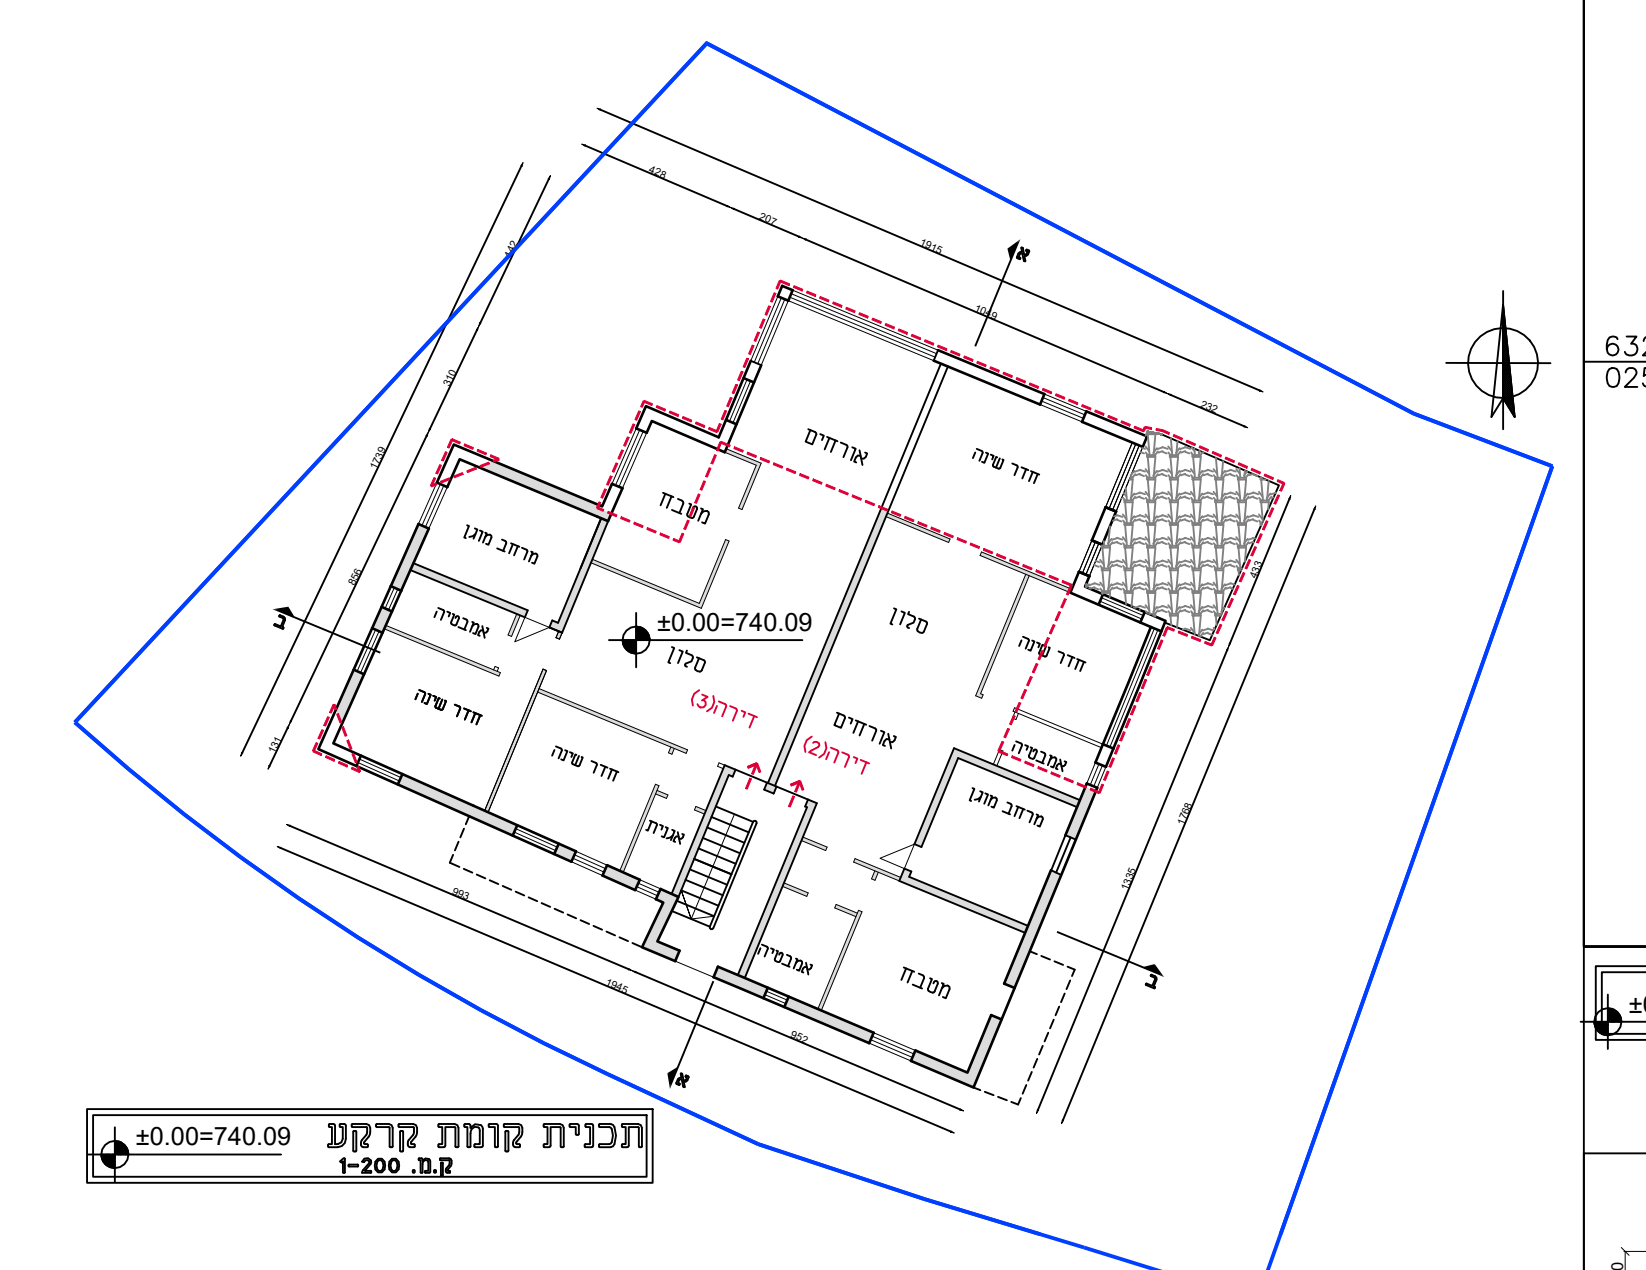 428
207
1915
1049
232
142
310
1739
856
131
א
632
025
אורחים
חדר שינה
מטבח
מרחב מוגן
אמבטיה
±0.00=740.09
סלון
סלון
חדר שינה
433
ב
חדר שינה
דירה(3)
אורחים
דירה(2)
אמבטיה
חדר שינה
מרחב מוגן
1768
אגנית
1335
993
אמבטיה
מטבח
ב
1945
952
א
±0.00=740.09
תכנית קומת קרקע
ק.מ. 1-200